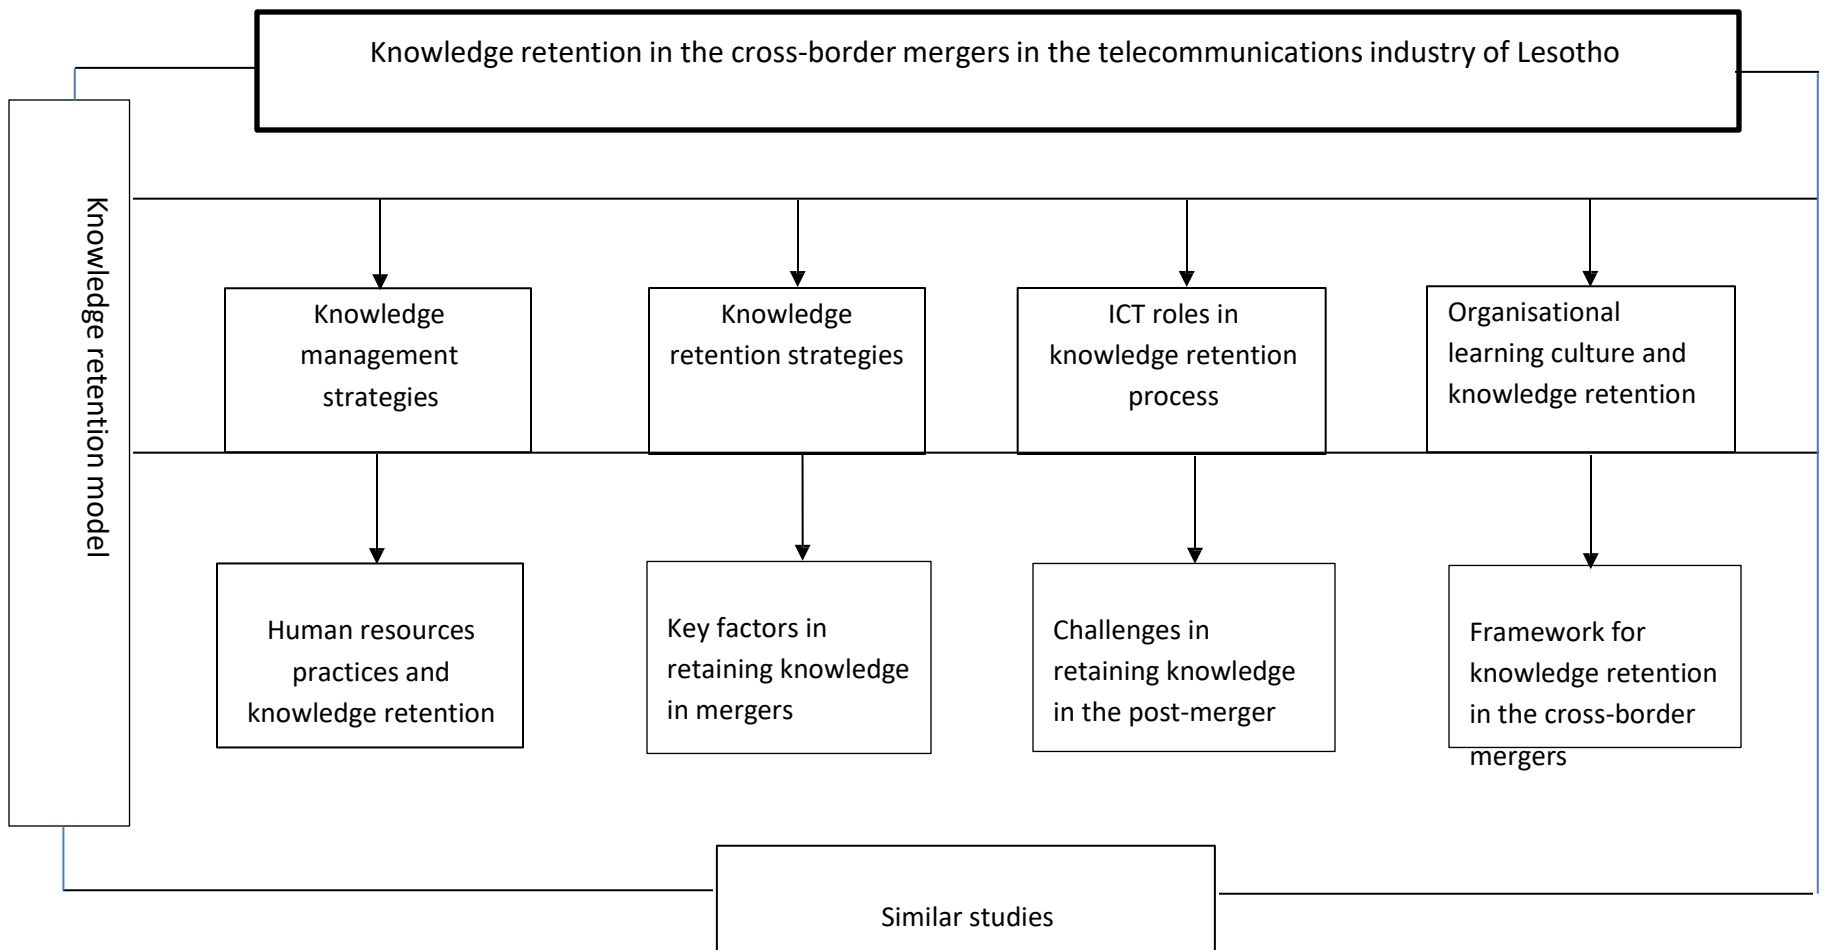 Knowledge retention in the cross-border mergers in the telecommunications industry of Lesotho
Knowledge retention model
Knowledge
management
strategies
Knowledge
retention strategies
ICT roles in
knowledge retention
process
Organisational
learning culture and
knowledge retention
Human resources
practices and
knowledge retention
Key factors in
retaining knowledge
in mergers
Challenges in
retaining knowledge
in the post-merger
Framework for
knowledge retention
in the cross-border
mergers
Similar studies